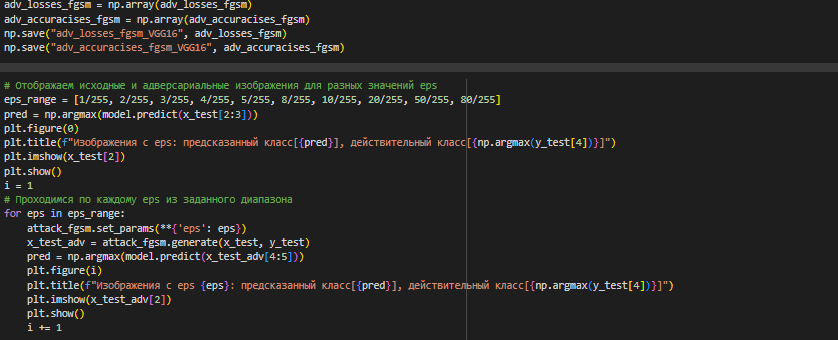 adv_losses_fgsm = np.array(adv_losses_fgsm)
adv_accuracises_fgsm = np.array(adv_accuracises_fgsm)
np.save("adv_losses_fgsm_VGG16", adv_losses_fgsm)
np.save("adv_accuracises_fgsm_VGG16", adv_accuracises_fgsm)
# Отображаем исходные и адверсариальные изображения для разных значений eps
eps_range = [1/255, 2/255, 3/255, 4/255, 5/255, 8/255, 10/255, 20/255, 50/255, 80/255]
pred = np.argmax(model.predict(x_test[2:3]))
plt.figure(0)
plt.title(f"Изображения с eps: предсказанный класс[{pred}], действительный класс[{np.argmax(y_test[4])}]")
plt.imshow(x_test[2])
plt.show()
i = 1
# Проходимся по каждому eps из заданного диапазона
for eps in eps_range:
    attack_fgsm.set_params(**{'eps': eps})
    x_test_adv = attack_fgsm.generate(x_test, y_test)
    pred = np.argmax(model.predict(x_test_adv[4:5]))
    plt.figure(i)
    plt.title(f"Изображения с eps {eps}: предсказанный класс[{pred}], действительный класс[{np.argmax(y_test[4])}]")
    plt.imshow(x_test_adv[2])
    plt.show()
    i += 1